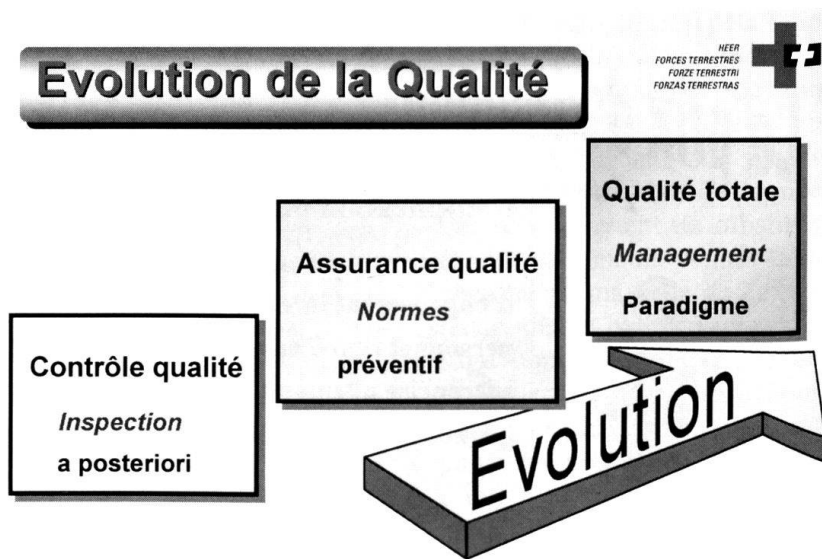 Evolution de la Qualité
HEER
FORCES TERRESTRES
FORZE TERRESTRI
FORZAS TERRESTRAS
Contrôle qualité
Inspection
a posteriori
Assurance qualité
Normes
préventif
Qualité totale
Management
Paradigme
Evolution